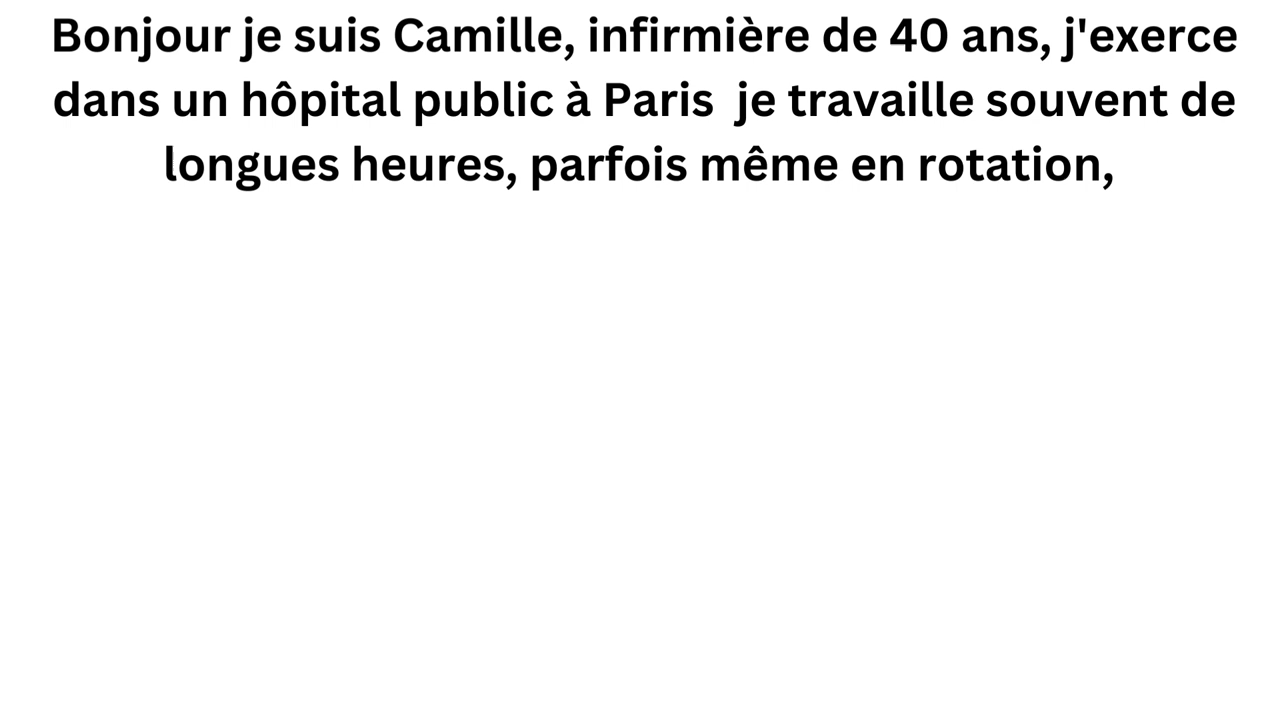 Bonjour je suis Camille, infirmière de 40 ans, j'exerce
dans un hôpital public à Paris  je travaille souvent de
longues heures, parfois même en rotation,